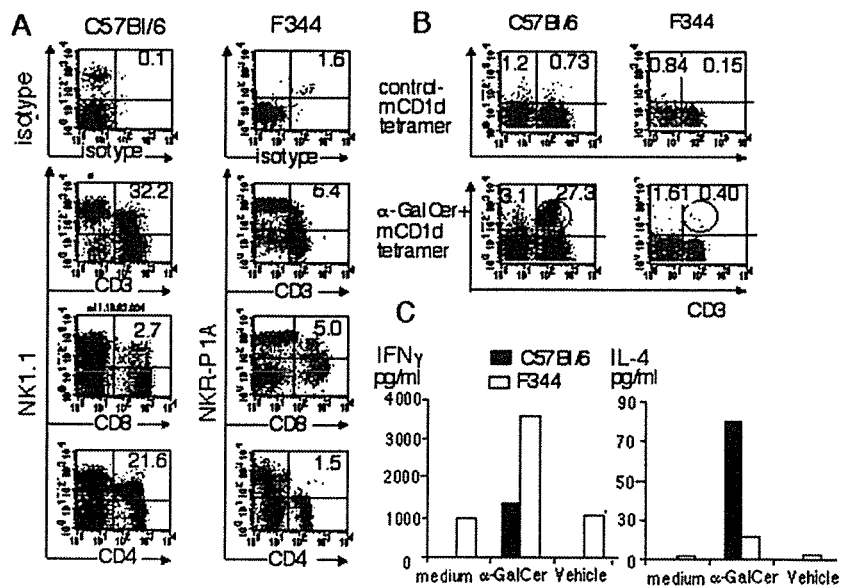 A
C57Bl/6
F344
B
C57Bl/6
F344
0.1
1.6
isotype
isotype
isotype
control-
mCD1d
tetramer
1.2
0.73
0.84
0.15
32.2
6.4
CD3
CD3
α-GalCer+
mCD1d
tetramer
3.1
27.3
1.61
0.40
CD3
NK1.1
NKR-P1A
2.7
5.0
CD8
CD8
21.6
1.5
CD4
CD4
C
IFNγ
pg/ml
C57Bl/6
F344
IL-4
pg/ml
4000
3000
2000
1000
0
medium α-GalCer Vehicle
90
60
30
0
medium α-GalCer Vehicle